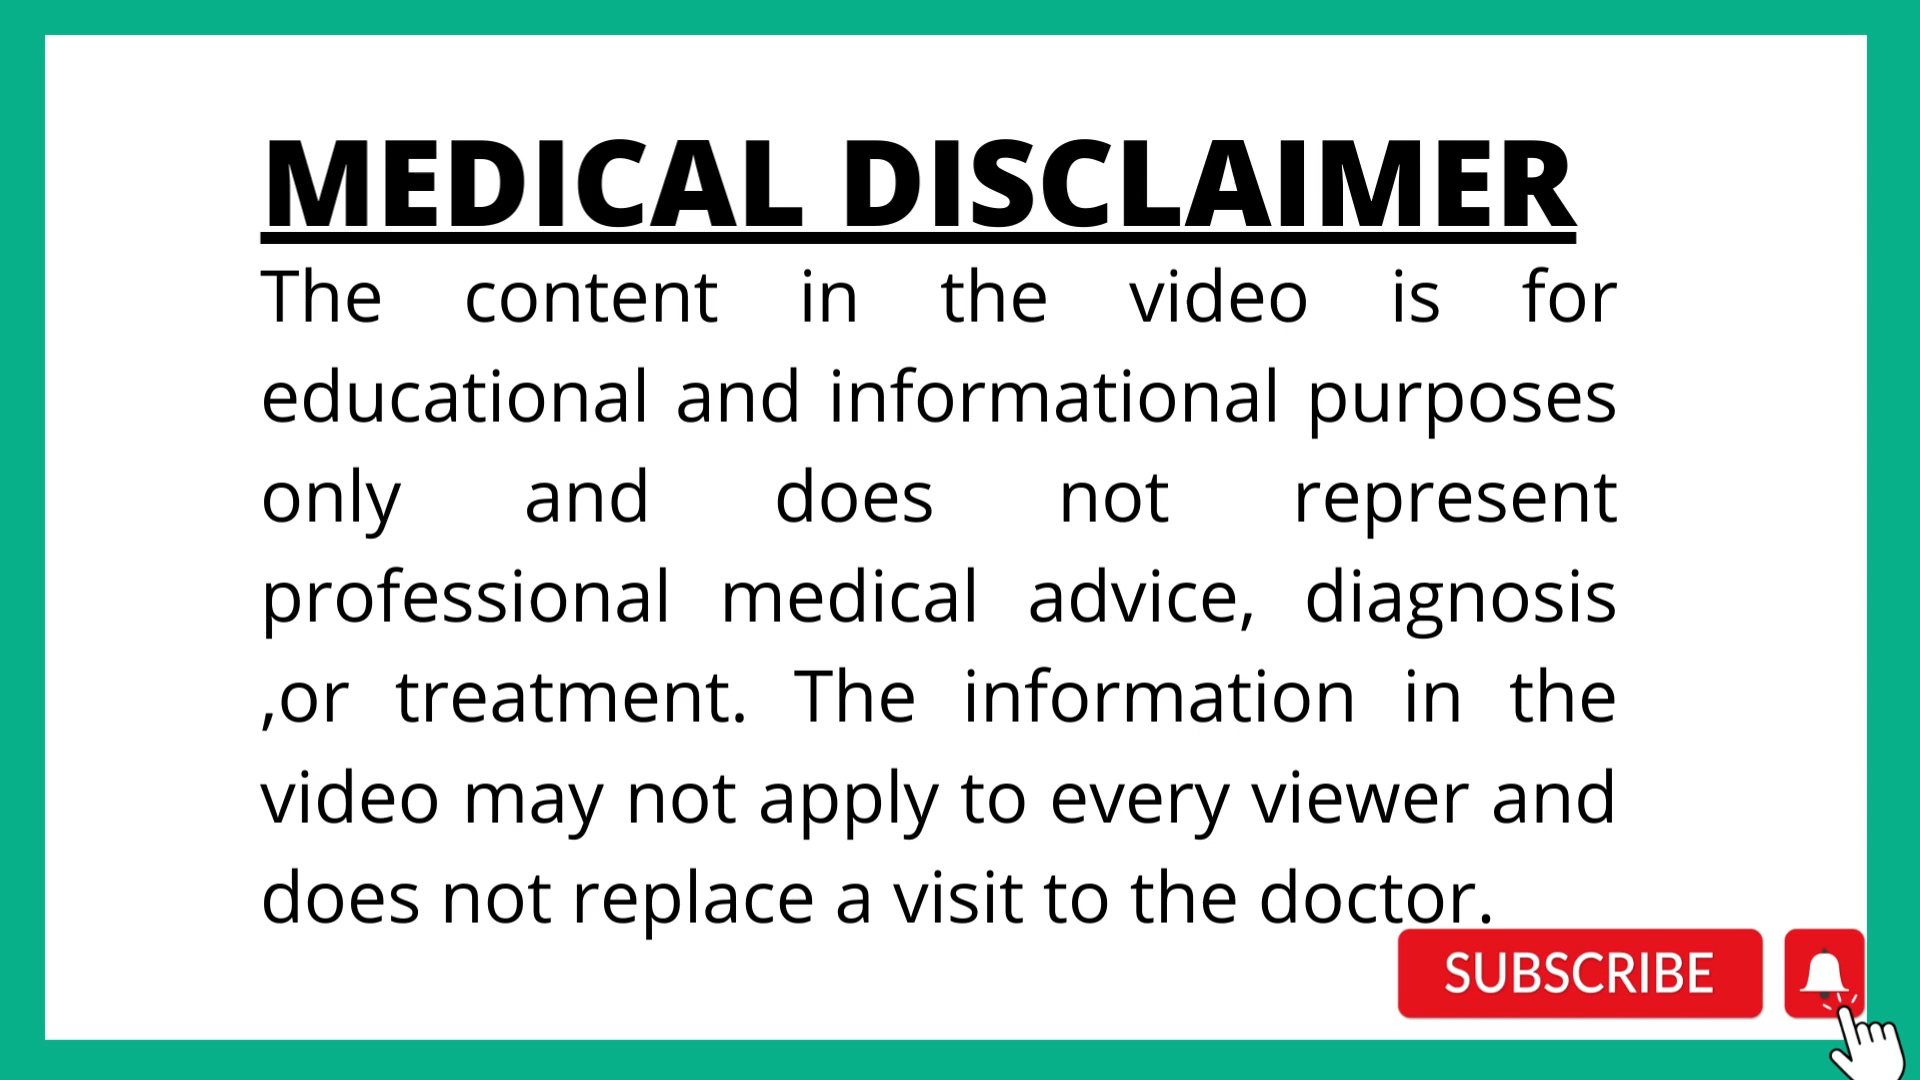 MEDICAL DISCLAIMER
The content in the video is for
educational and informational purposes
only and does not represent
professional medical advice, diagnosis
,or treatment. The information in the
video may not apply to every viewer and
does not replace a visit to the doctor.
SUBSCRIBE